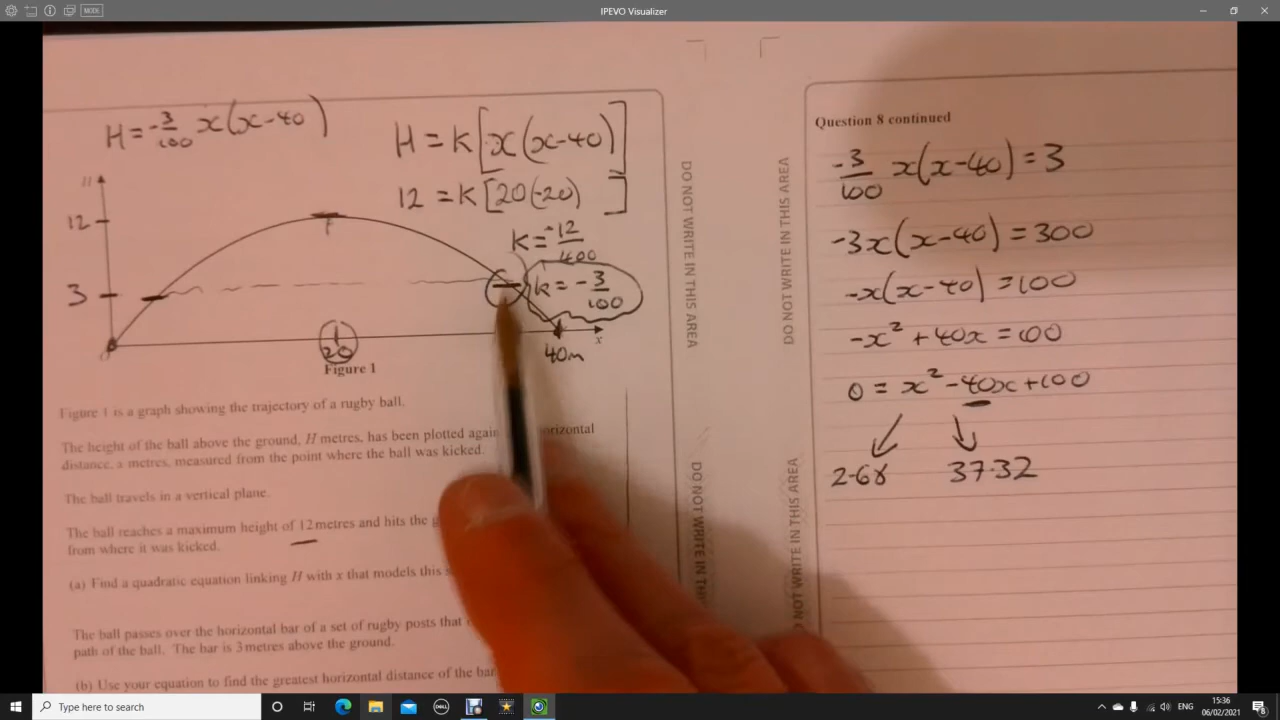 IPEVO Visualizer
MODE
H = -3/100 x(x-40)
H = K[x(x-40)]
12 = K[20(-20)]
K = -12/400
K = -3/100
H
12
3
20
40m
x
Figure 1
Figure 1 is a graph showing the trajectory of a rugby ball.
The height of the ball above the ground, H metres, has been plotted horizontal
distance, x metres, measured from the point where the ball was kicked.
The ball travels in a vertical plane.
The ball reaches a maximum height of 12 metres and hits the
from where it was kicked.
(a) Find a quadratic equation linking H with x that models this
The ball passes over the horizontal bar of a set of rugby posts that
path of the ball. The bar is 3 metres above the ground.
(b) Use your equation to find the greatest horizontal distance of the bar
DO NOT WRITE IN THIS AREA
DO NOT WRITE IN THIS
DO NOT WRITE IN THIS AREA
NOT WRITE IN THIS AREA
Question 8 continued
-3/100 x(x-40) = 3
-3x(x-40) = 300
-x(x-40) = 100
-x² + 40x = 100
0 = x² - 40x + 100
2.68 37.32
Type here to search
DELL
ENG
15:36
06/02/2021
8